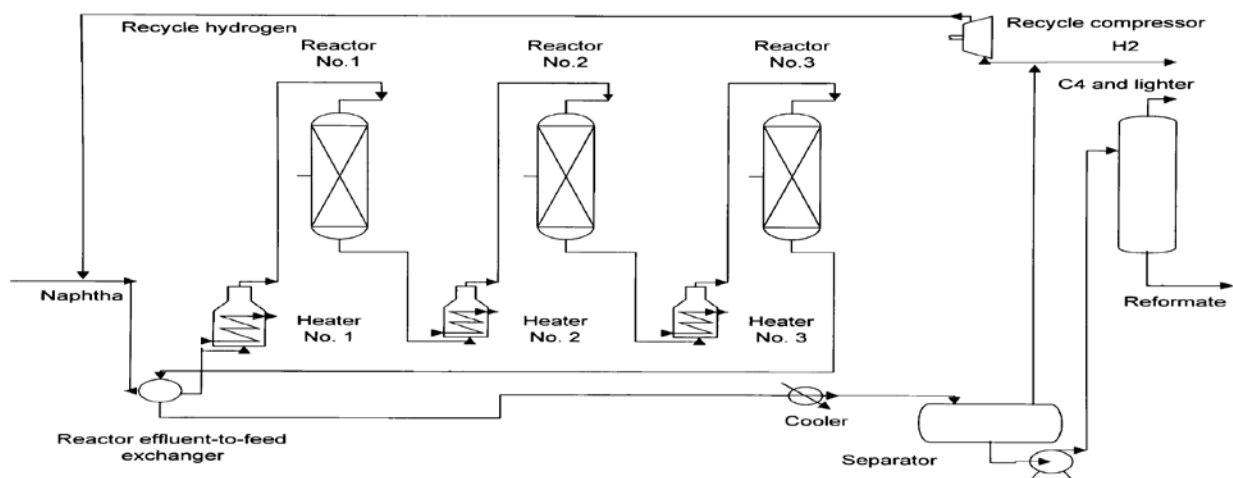 Recycle hydrogen
Recycle compressor
H2
Reactor
No.1
Reactor
No.2
Reactor
No.3
C4 and lighter
Naphtha
Heater
No. 1
Heater
No. 2
Heater
No. 3
Reformate
Cooler
Reactor effluent-to-feed
exchanger
Separator